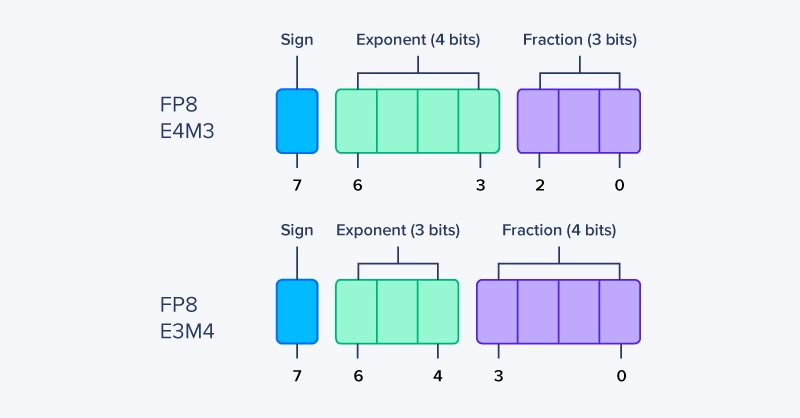 Sign Exponent (4 bits) Fraction (3 bits)
FP8
E4M3
7 6 3 2 0
Sign Exponent (3 bits) Fraction (4 bits)
FP8
E3M4
7 6 4 3 0